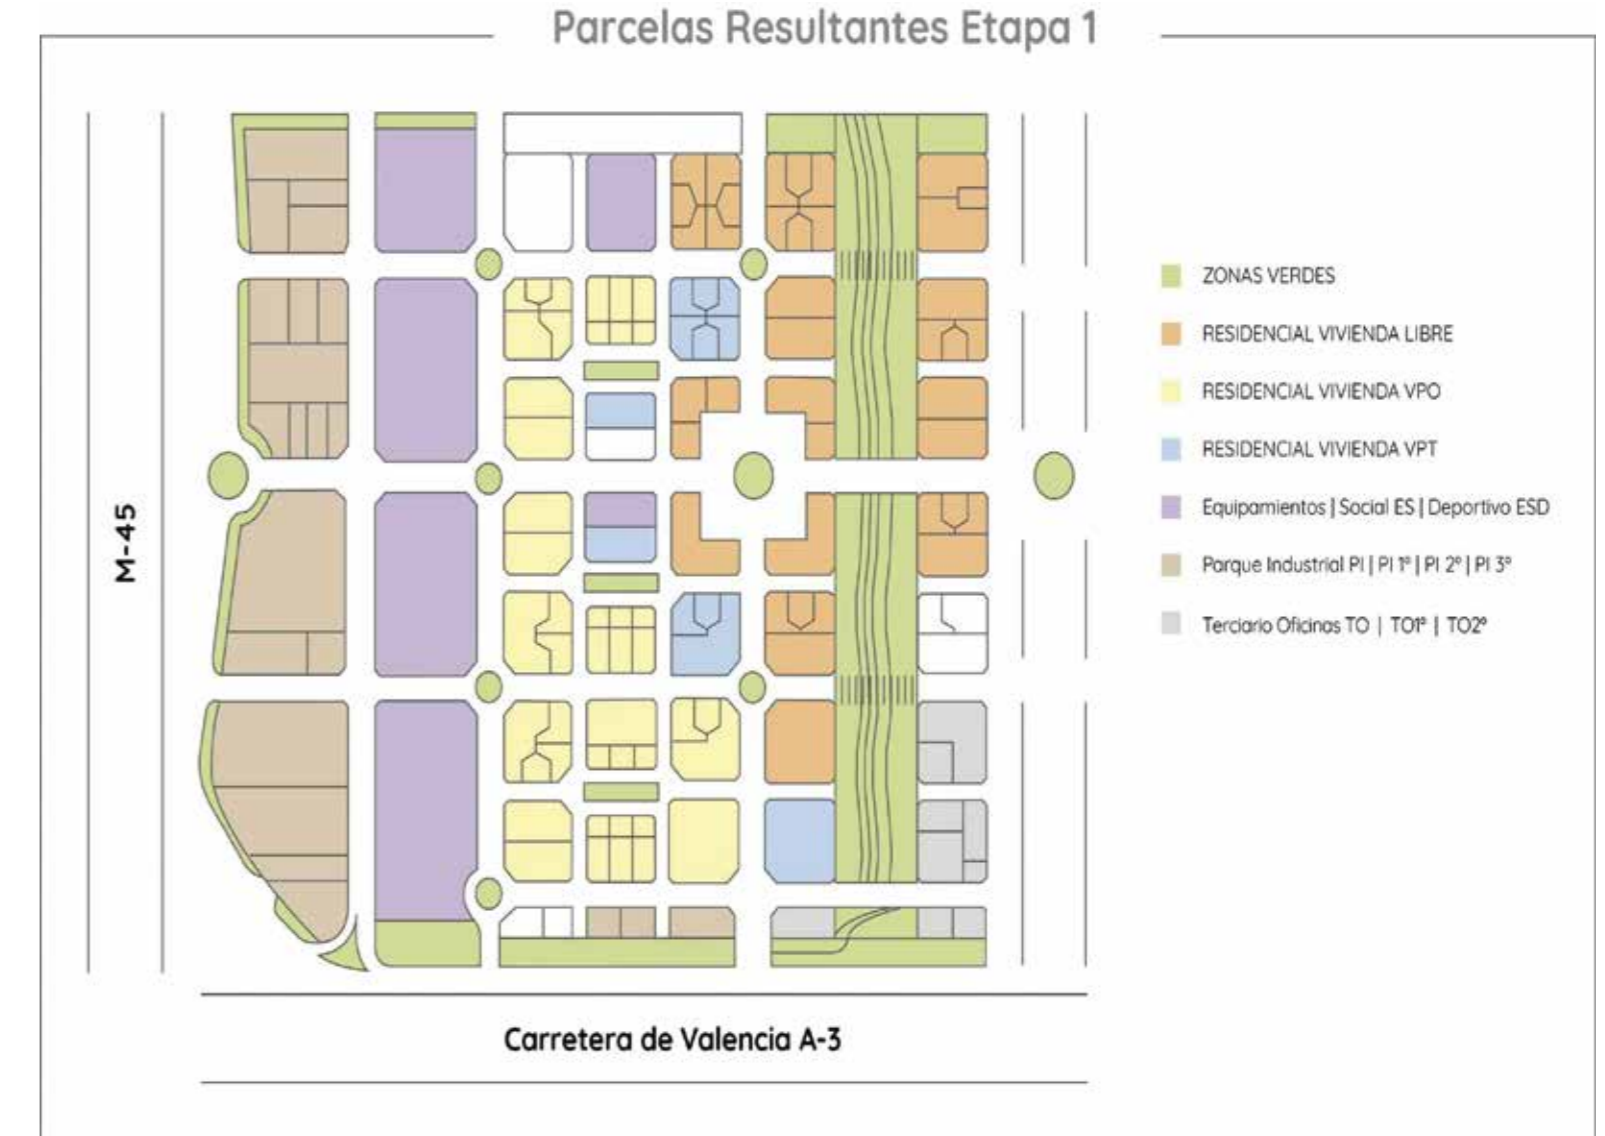 Parcelas Resultantes Etapa 1
M-45
ZONAS VERDES
RESIDENCIAL VIVIENDA LIBRE
RESIDENCIAL VIVIENDA VPO
RESIDENCIAL VIVIENDA VPT
Equipamientos | Social ES | Deportivo ESD
Parque Industrial PI | PI 1º | PI 2º | PI 3º
Terciario Oficinas TO | TO1º | TO2º
Carretera de Valencia A-3